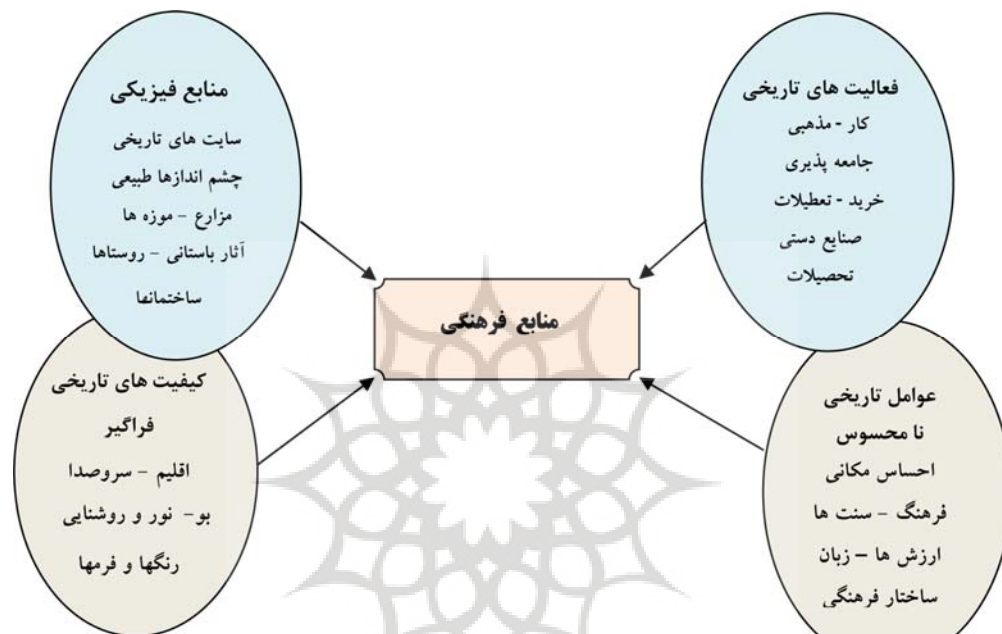 فعالیت های تاریخی
کار - مذهبی
جامعه پذیری
خرید - تعطیلات
صنایع دستی
تحصیلات
منابع فیزیکی
سایت های تاریخی
چشم اندازها طبیعی
مزارع – موزه ها
آثار باستانی – روستاها
ساختمانها
منابع فرهنگی
عوامل تاریخی
نا محسوس
احساس مکانی
فرهنگ – سنت ها
ارزش ها – زبان
ساختار فرهنگی
کیفیت های تاریخی
فراگیر
اقلیم – سروصدا
بو- نور و روشنایی
رنگها و فرمها